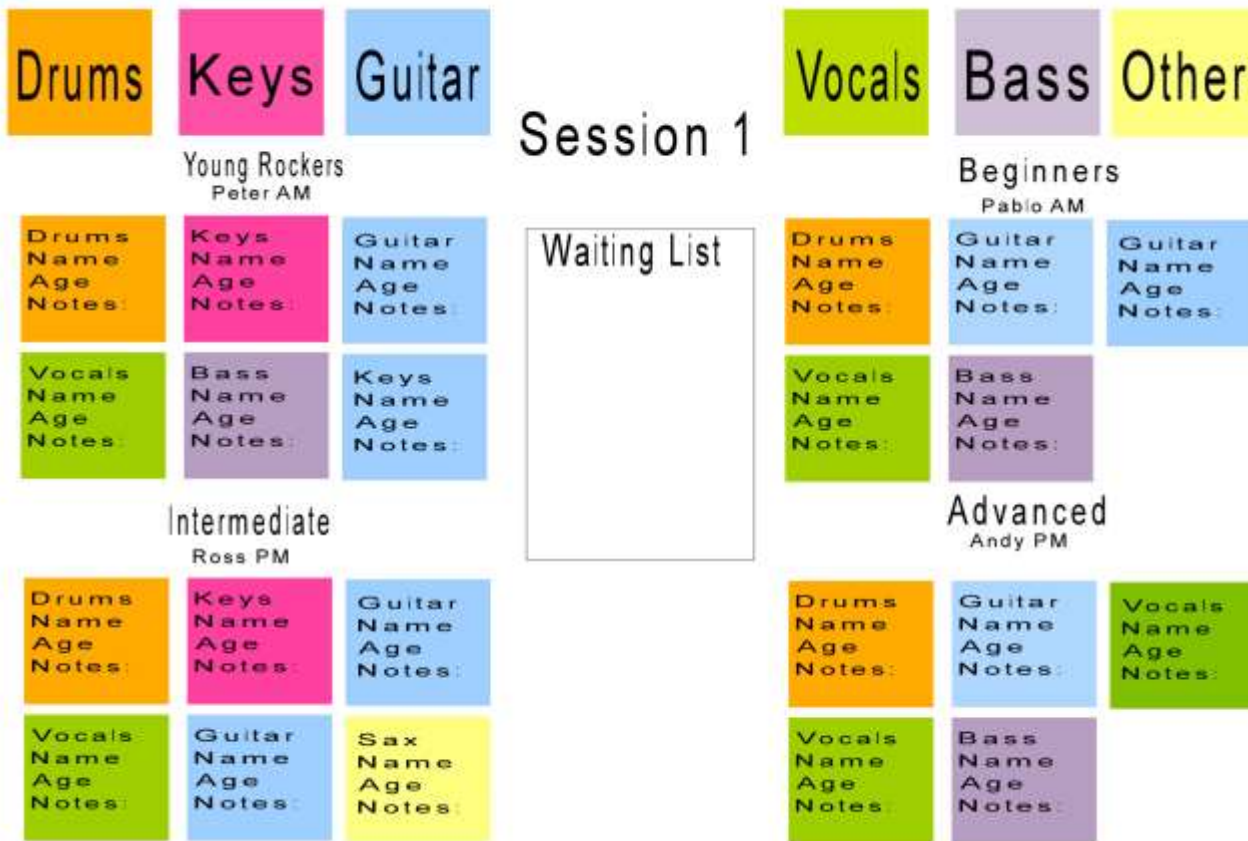 Drums
Keys
Guitar
Vocals
Bass
Other
Session 1
Young Rockers
Peter AM
Drums
Name
Age
Notes:
Keys
Name
Age
Notes:
Guitar
Name
Age
Notes:
Vocals
Name
Age
Notes:
Bass
Name
Age
Notes:
Keys
Name
Age
Notes:
Waiting List
Beginners
Pablo AM
Drums
Name
Age
Notes:
Guitar
Name
Age
Notes:
Guitar
Name
Age
Notes:
Vocals
Name
Age
Notes:
Bass
Name
Age
Notes:
Intermediate
Ross PM
Drums
Name
Age
Notes:
Keys
Name
Age
Notes:
Guitar
Name
Age
Notes:
Vocals
Name
Age
Notes:
Guitar
Name
Age
Notes:
Sax
Name
Age
Notes:
Advanced
Andy PM
Drums
Name
Age
Notes:
Guitar
Name
Age
Notes:
Vocals
Name
Age
Notes:
Vocals
Name
Age
Notes:
Bass
Name
Age
Notes: